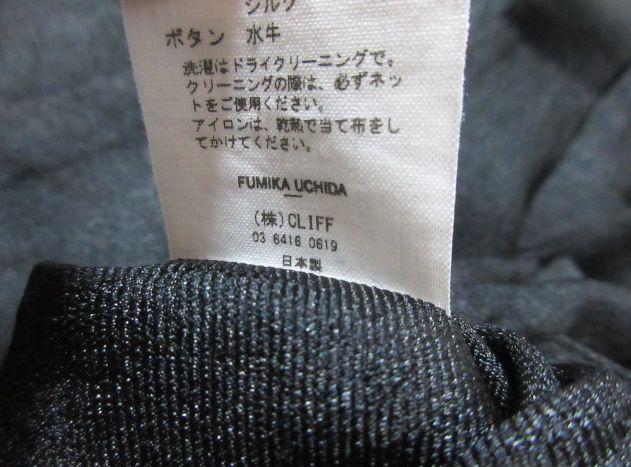 シルク
ボタン 水牛
洗濯はドライクリーニングで。
クリーニングの際は、必ずネッ
トをご使用ください。
アイロンは、乾熱で当て布をし
てかけてください。
FUMIKA UCHIDA
(株)CLIFF
03 6416 0619
日本製